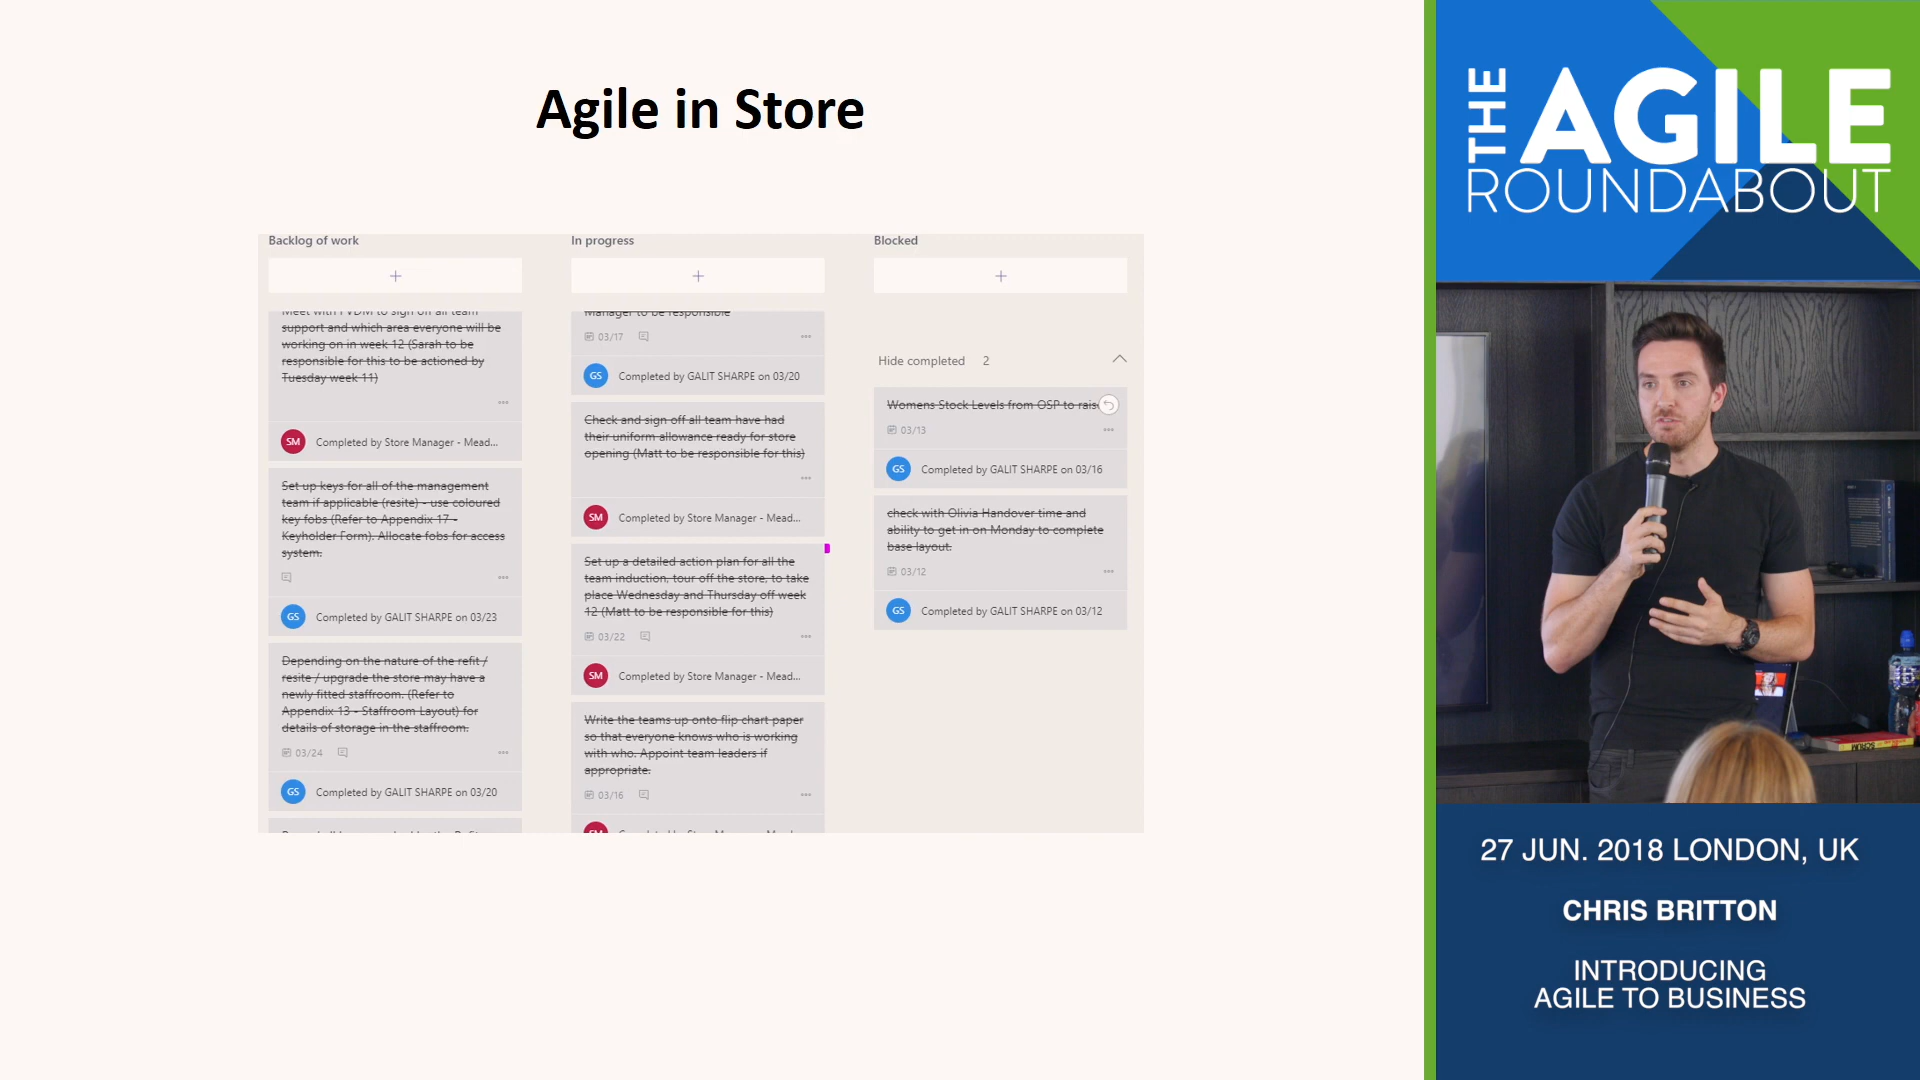 Agile in Store
Backlog of work
Meet with PVDM to sign off all team
support and which area everyone will be
working on in week 12 (Sarah to be
responsible for this to be actioned by
Tuesday week 11)
SM Completed by Store Manager - Mead...
Set up keys for all of the management
team if applicable (resite) - use coloured
key fobs (Refer to Appendix 17 -
Keyholder Form). Allocate fobs for access
system.
GS Completed by GALIT SHARPE on 03/23
Depending on the nature of the refit /
resite / upgrade the store may have a
newly fitted staffroom. (Refer to
Appendix 13 - Staffroom Layout) for
details of storage in the staffroom.
03/24
GS Completed by GALIT SHARPE on 03/20
In progress
Manager to be responsible
03/17
GS Completed by GALIT SHARPE on 03/20
Check and sign off all team have had
their uniform allowance ready for store
opening (Matt to be responsible for this)
SM Completed by Store Manager - Mead...
Set up a detailed action plan for all the
team induction, tour off the store, to take
place Wednesday and Thursday off week
12 (Matt to be responsible for this)
03/22
SM Completed by Store Manager - Mead...
Write the teams up onto flip chart paper
so that everyone knows who is working
with who. Appoint team leaders if
appropriate.
03/16
Blocked
Hide completed 2
Womens Stock Levels from OSP to rais
03/13
GS Completed by GALIT SHARPE on 03/16
check with Olivia Handover time and
ability to get in on Monday to complete
base layout.
03/12
GS Completed by GALIT SHARPE on 03/12
THE AGILE
ROUNDABOUT
27 JUN. 2018 LONDON, UK
CHRIS BRITTON
INTRODUCING
AGILE TO BUSINESS